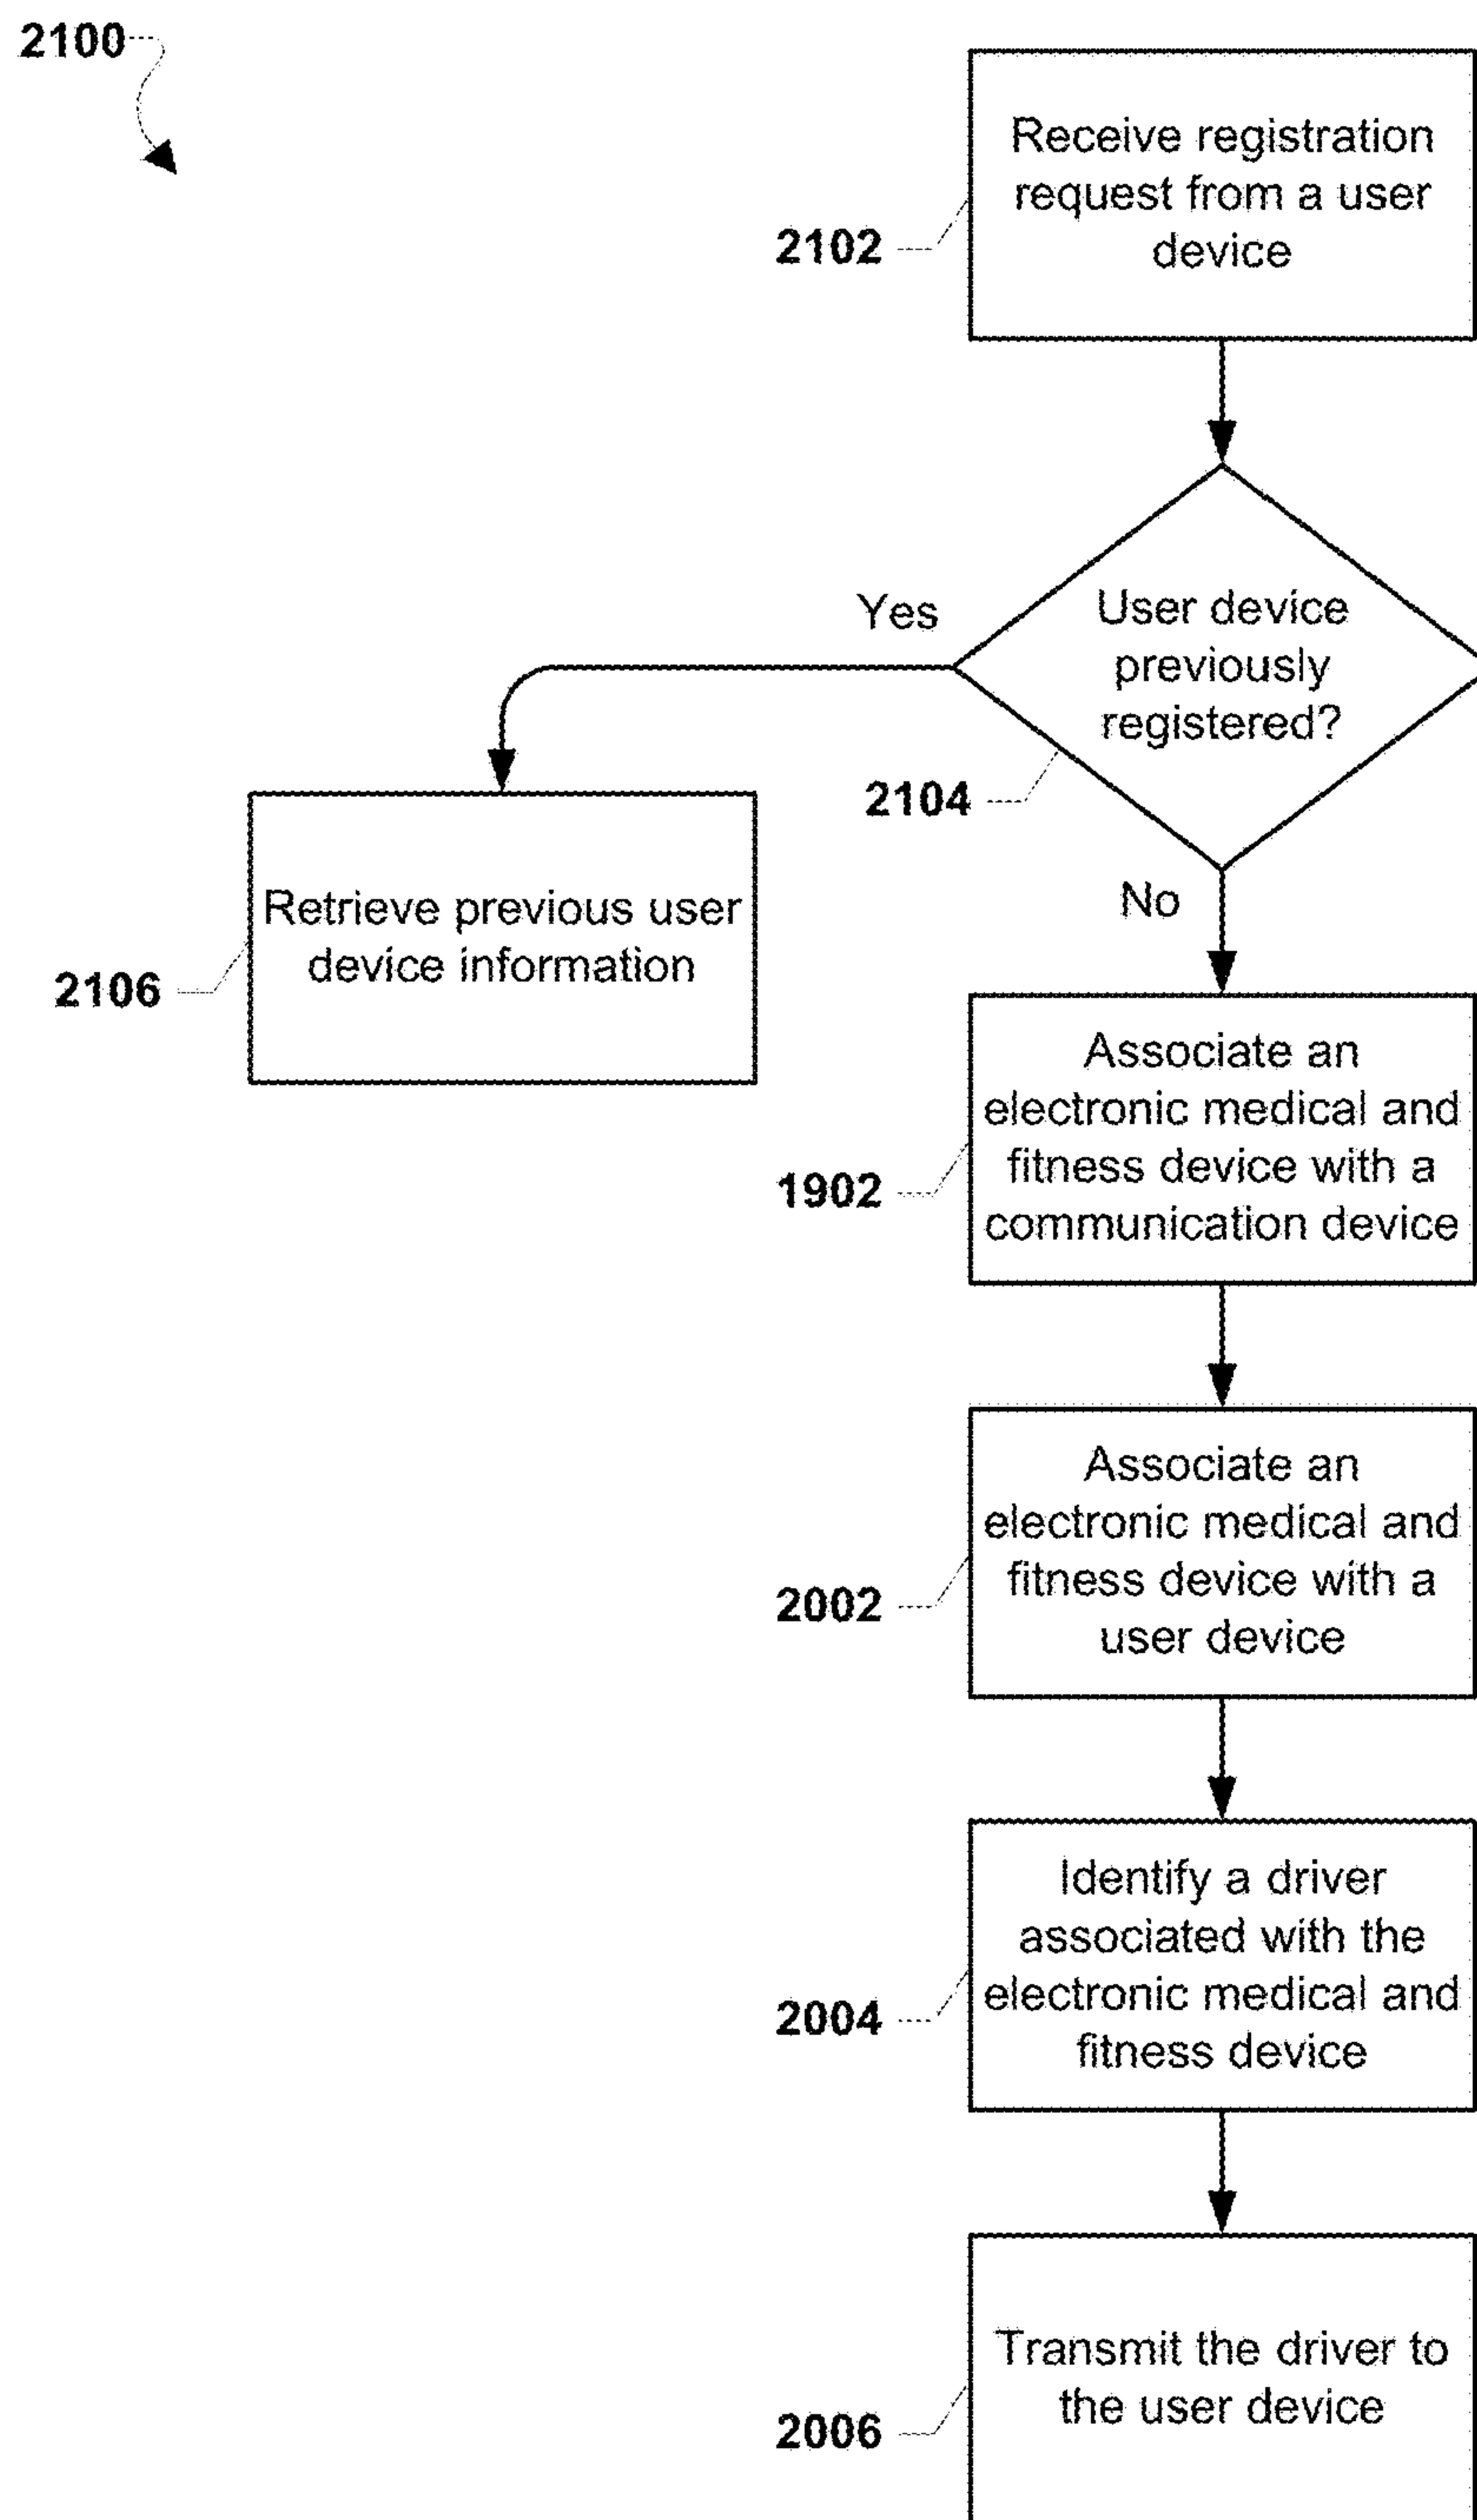 2100
Receive registration
request from a user
device
2102
User device
previously
registered?
Yes
2104
No
Retrieve previous user
device information
2106
Associate an
electronic medical and
fitness device with a
communication device
1902
Associate an
electronic medical and
fitness device with a
user device
2002
Identify a driver
associated with the
electronic medical and
fitness device
2004
Transmit the driver to
the user device
2006